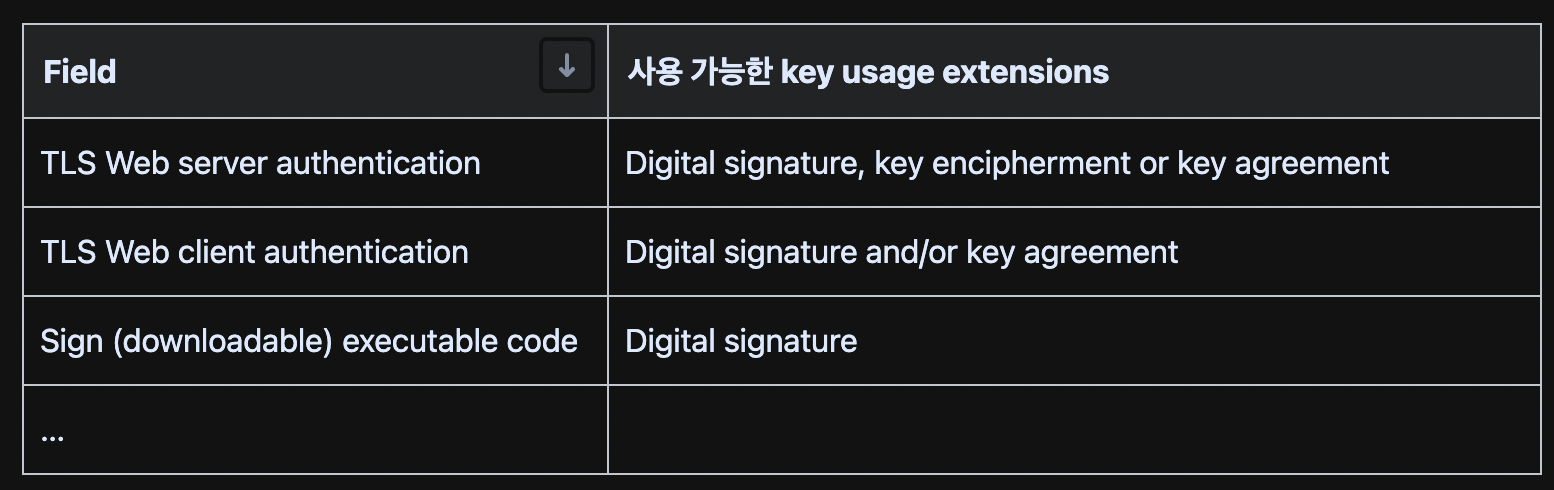 Field
사용 가능한 key usage extensions
TLS Web server authentication
Digital signature, key encipherment or key agreement
TLS Web client authentication
Digital signature and/or key agreement
Sign (downloadable) executable code
Digital signature
...